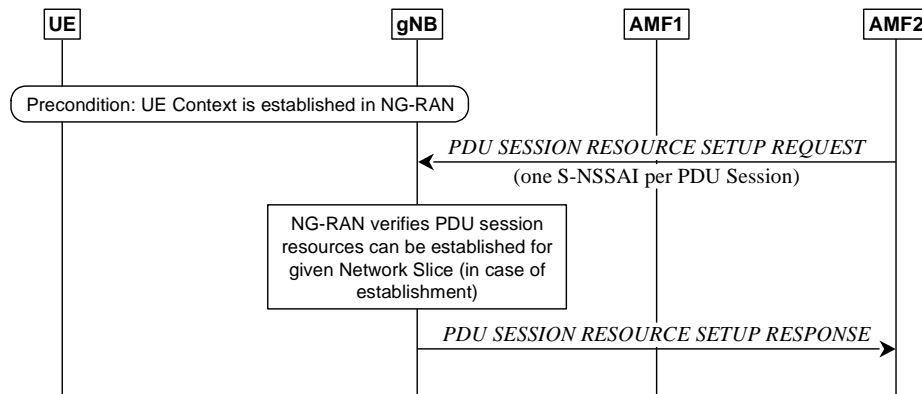 UE
gNB
AMF1
AMF2
Precondition: UE Context is established in NG-RAN
PDU SESSION RESOURCE SETUP REQUEST
(one S-NSSAI per PDU Session)
NG-RAN verifies PDU session
resources can be established for
given Network Slice (in case of
establishment)
PDU SESSION RESOURCE SETUP RESPONSE